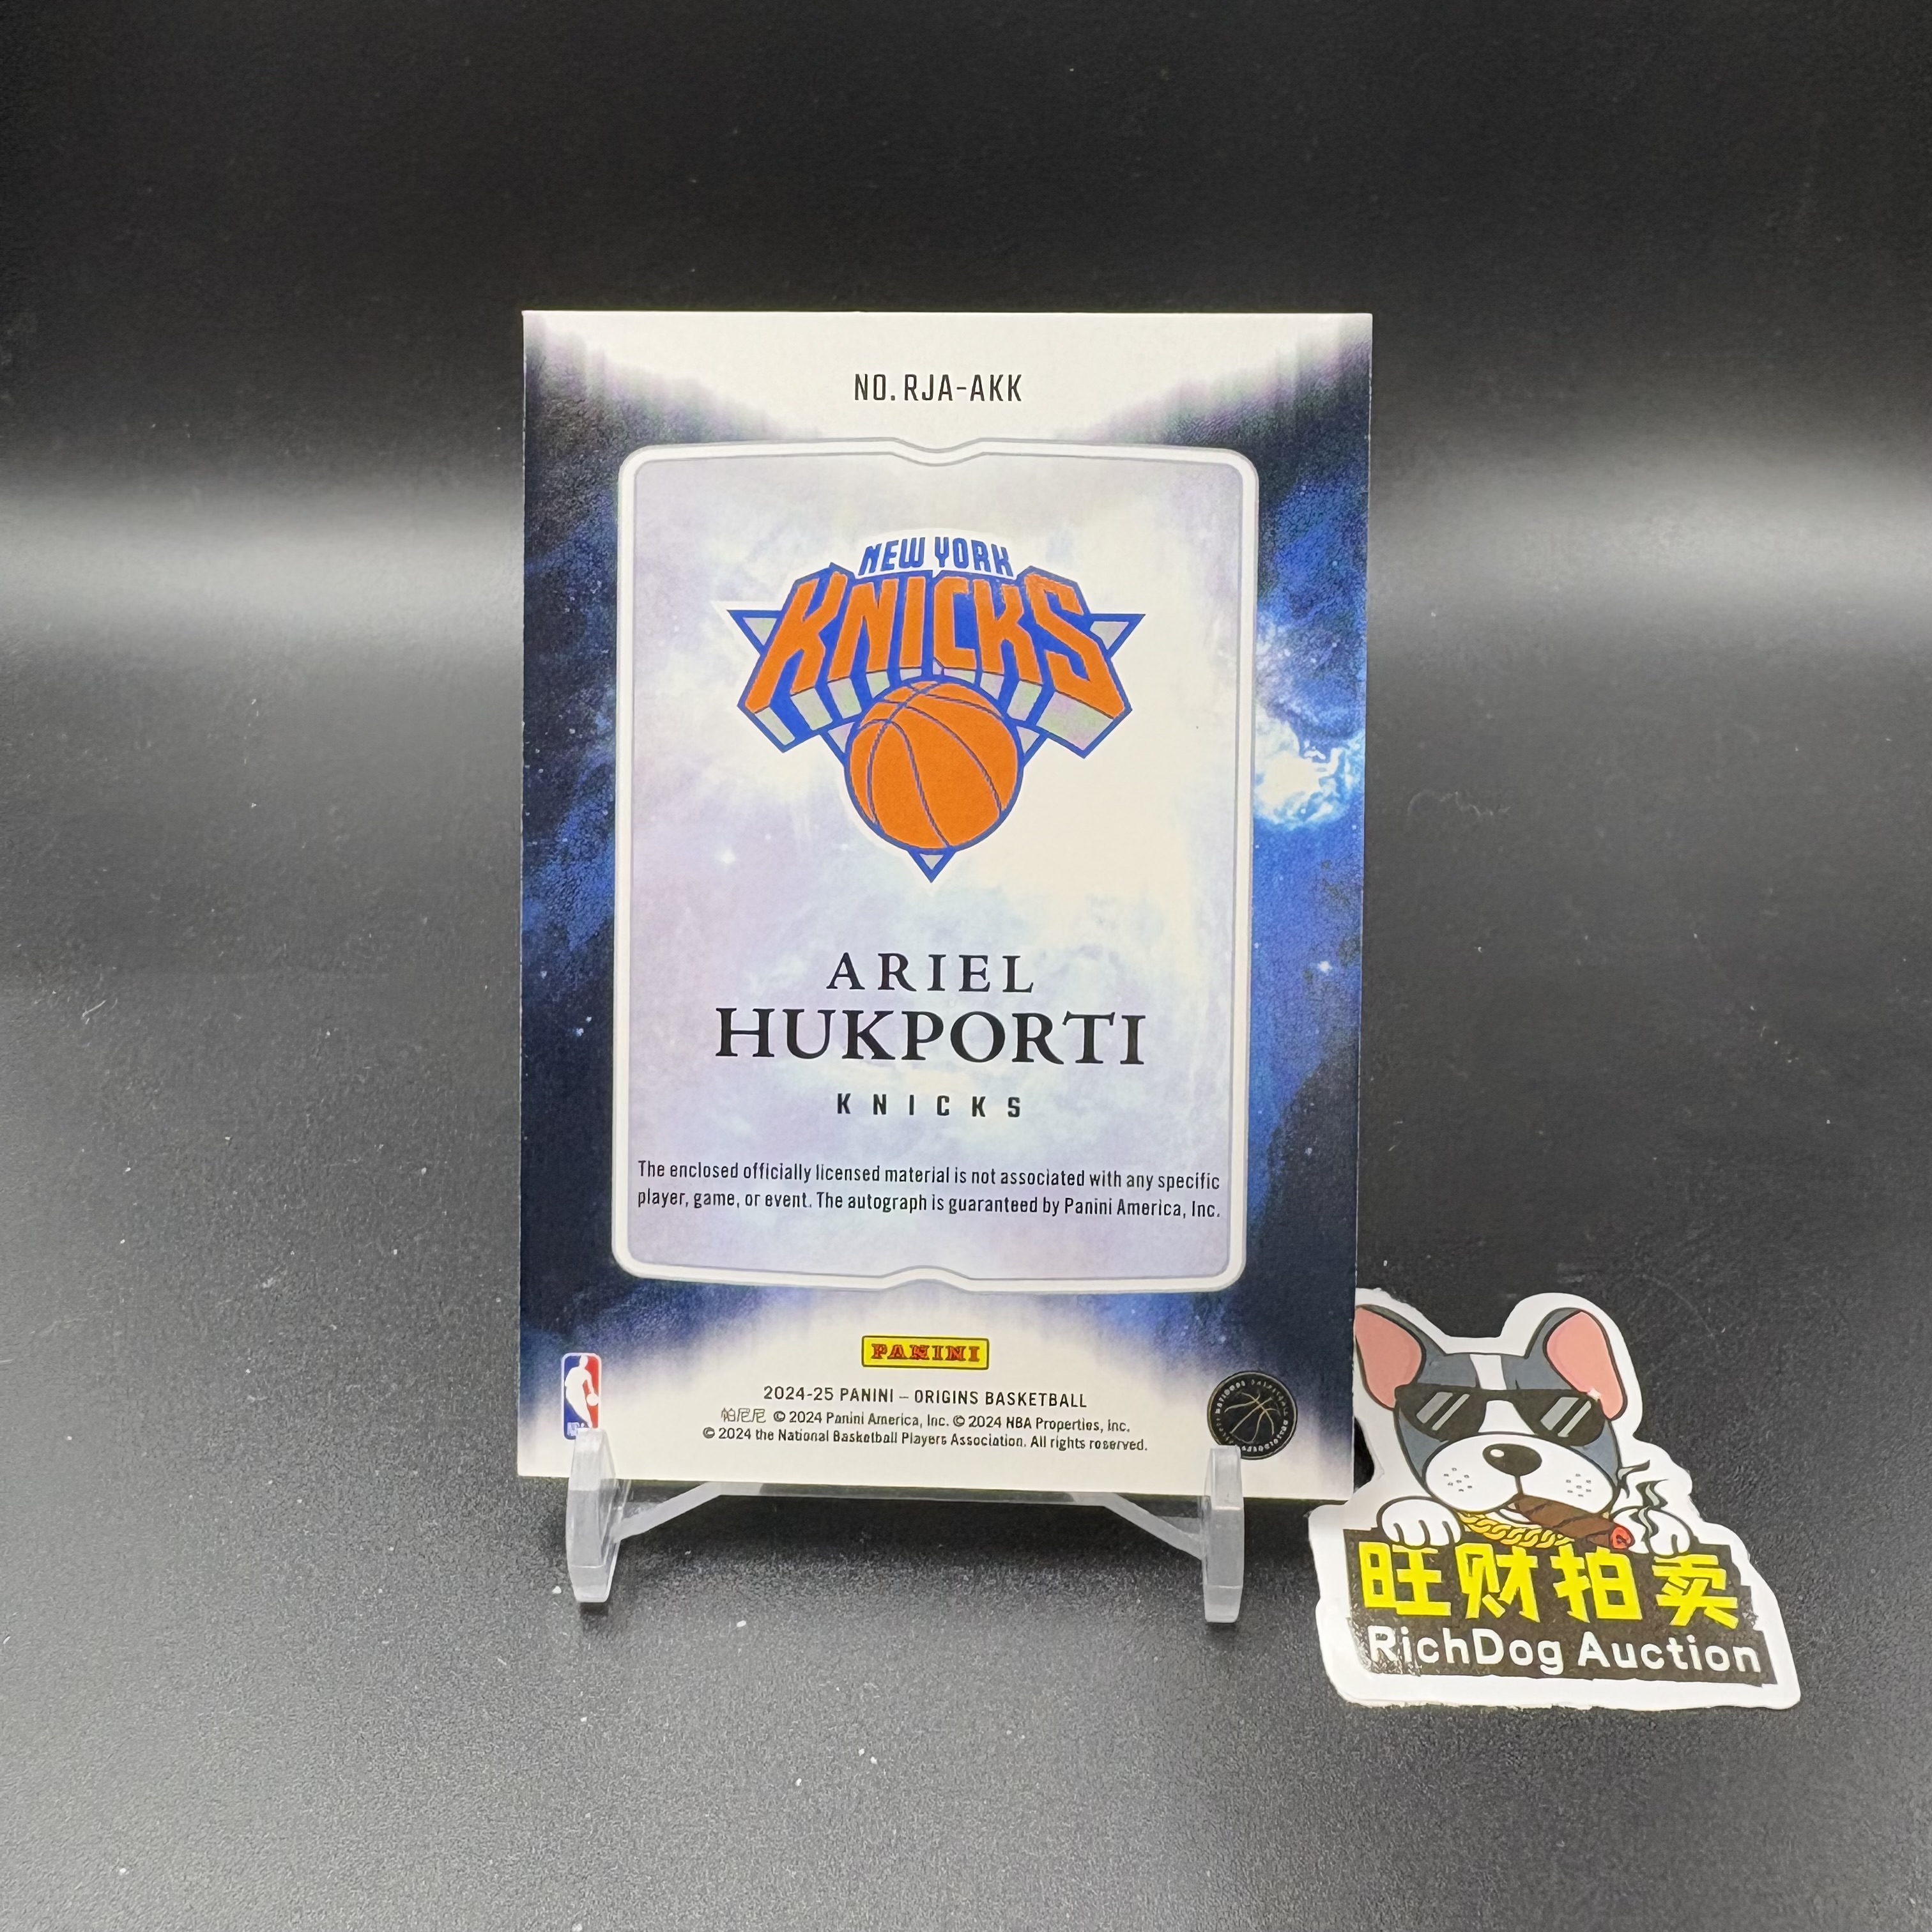 NO. RJA-AKK
NEW YORK
KNICKS
ARIEL
HUKPORTI
KNICKS
The enclosed officially licensed material is not associated with any specific
player, game, or event. The autograph is guaranteed by Panini America, Inc.
PANINI
2024-25 PANINI – ORIGINS BASKETBALL
帕尼尼 © 2024 Panini America, Inc. © 2024 NBA Properties, Inc.
© 2024 the National Basketball Players Association. All rights reserved.
旺财拍卖
RichDog Auction